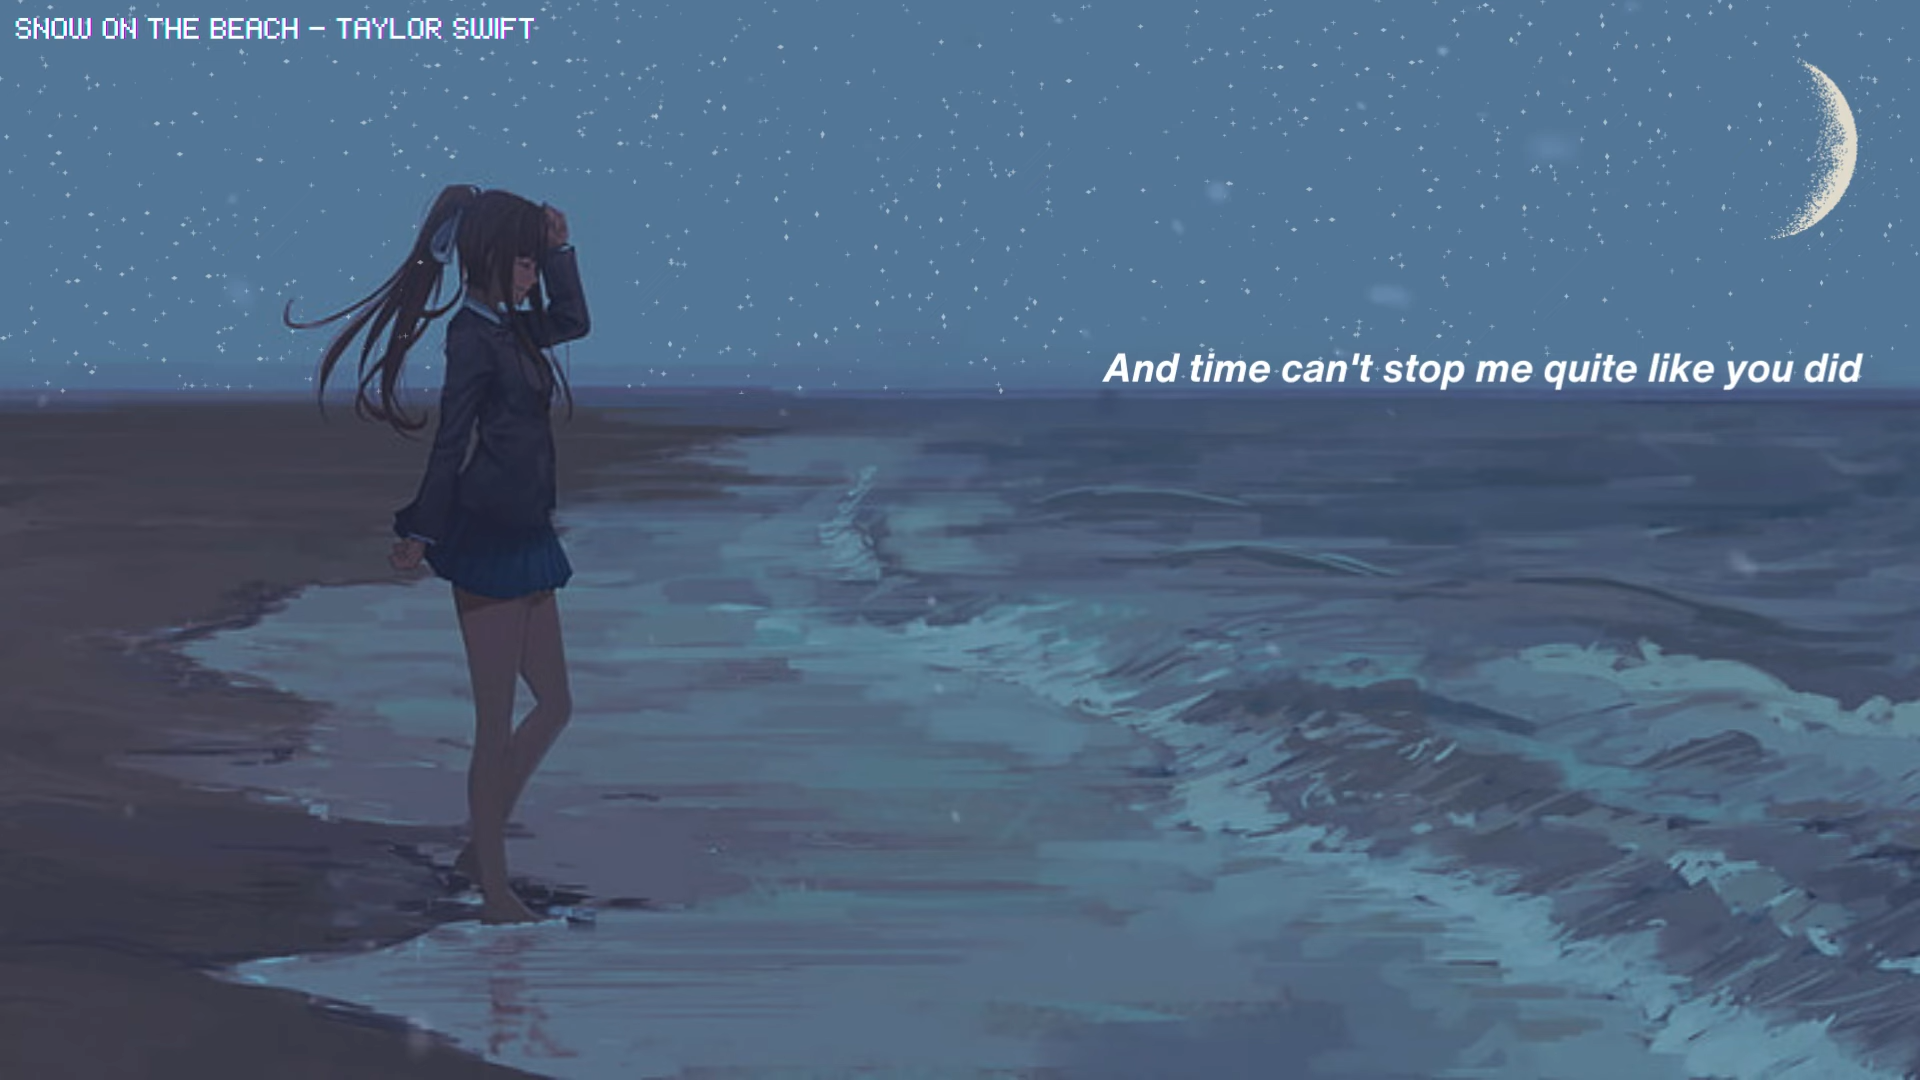 SNOW ON THE BEACH - TAYLOR SWIFT
And time can't stop me quite like you did